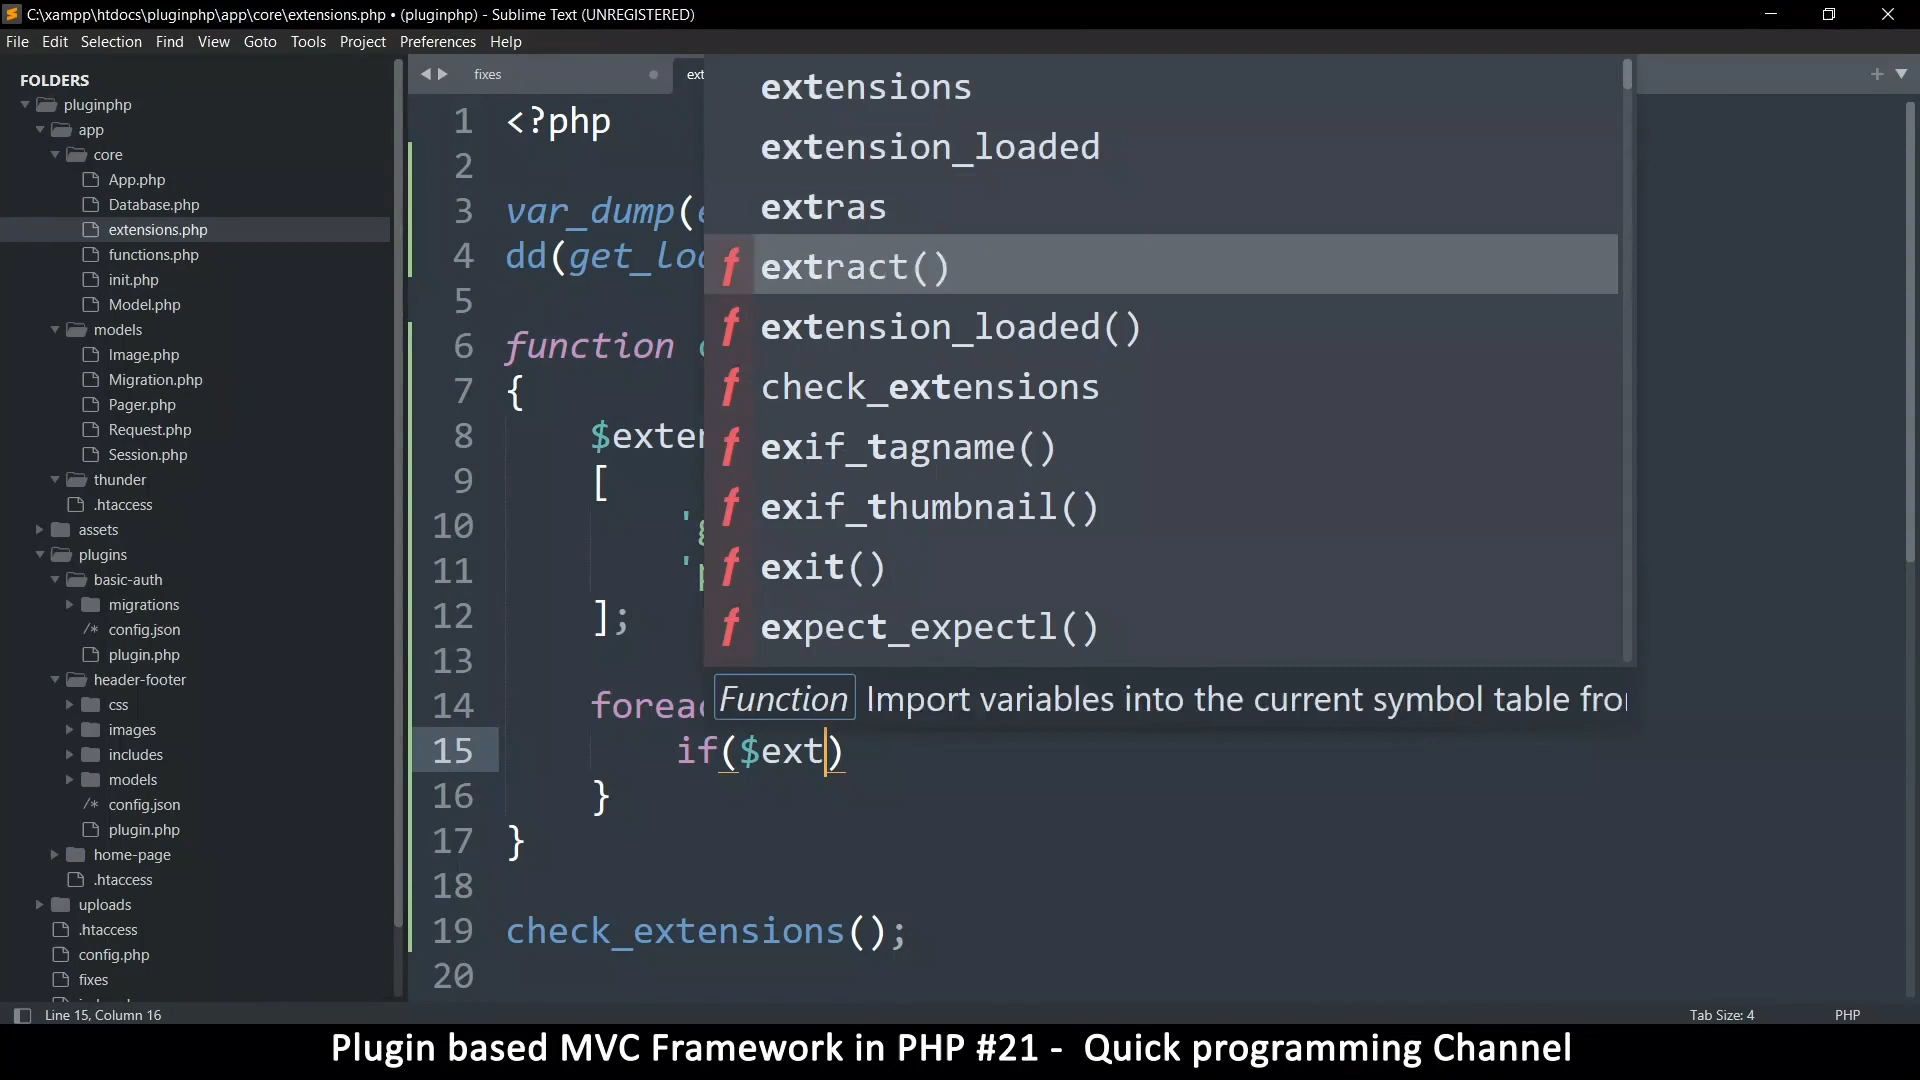 C:\xampp\htdocs\pluginphp\app\core\extensions.php • (pluginphp) - Sublime Text (UNREGISTERED)
File Edit Selection Find View Goto Tools Project Preferences Help
FOLDERS
pluginphp
app
core
App.php
Database.php
extensions.php
functions.php
init.php
Model.php
models
Image.php
Migration.php
Pager.php
Request.php
Session.php
thunder
.htaccess
assets
plugins
basic-auth
migrations
/* config.json
plugin.php
header-footer
css
images
includes
models
/* config.json
plugin.php
home-page
.htaccess
uploads
.htaccess
config.php
fixes
fixes ext
1 <?php
2
3 var_dump(
4 dd(get_loa
5
6 function
7 {
8 $exten
9 [
10 '
11 '
12 ];
13
14 foreac
15 if($ext)
16 }
17 }
18
19 check_extensions();
20
extensions
extension_loaded
extras
f extract()
f extension_loaded()
f check_extensions
f exif_tagname()
f exif_thumbnail()
f exit()
f expect_expectl()
Function Import variables into the current symbol table fro
Line 15, Column 16 Tab Size: 4 PHP
Plugin based MVC Framework in PHP #21 - Quick programming Channel